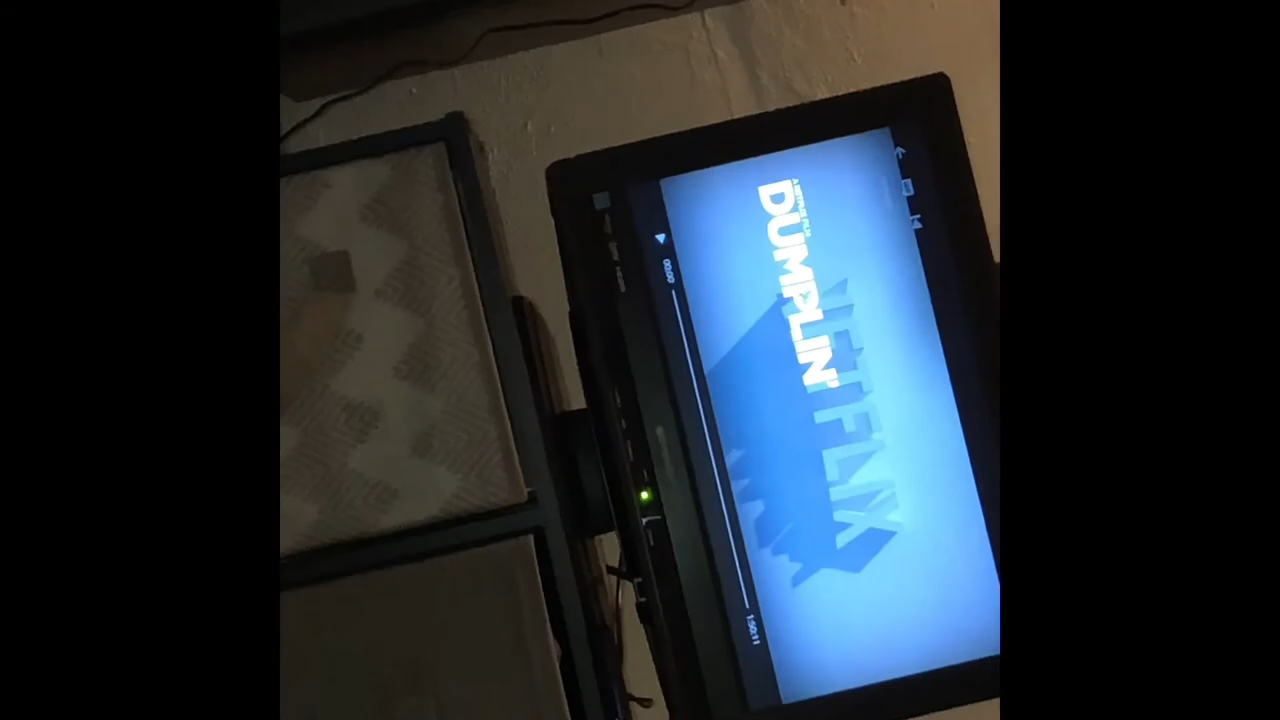 A NETFLIX FILM
DUMPLIN'
NETFLIX
00:00
1:50:11